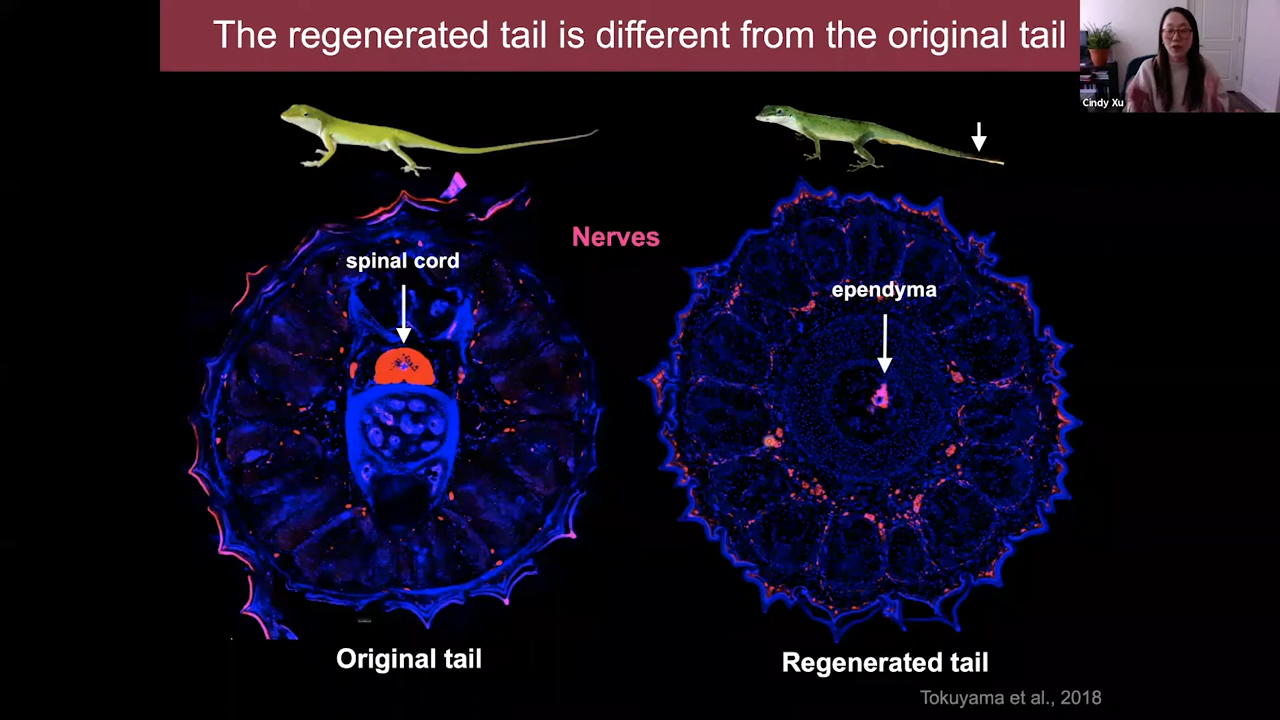 The regenerated tail is different from the original tail
Cindy Xu
Nerves
spinal cord
ependyma
Original tail
Regenerated tail
Tokuyama et al., 2018